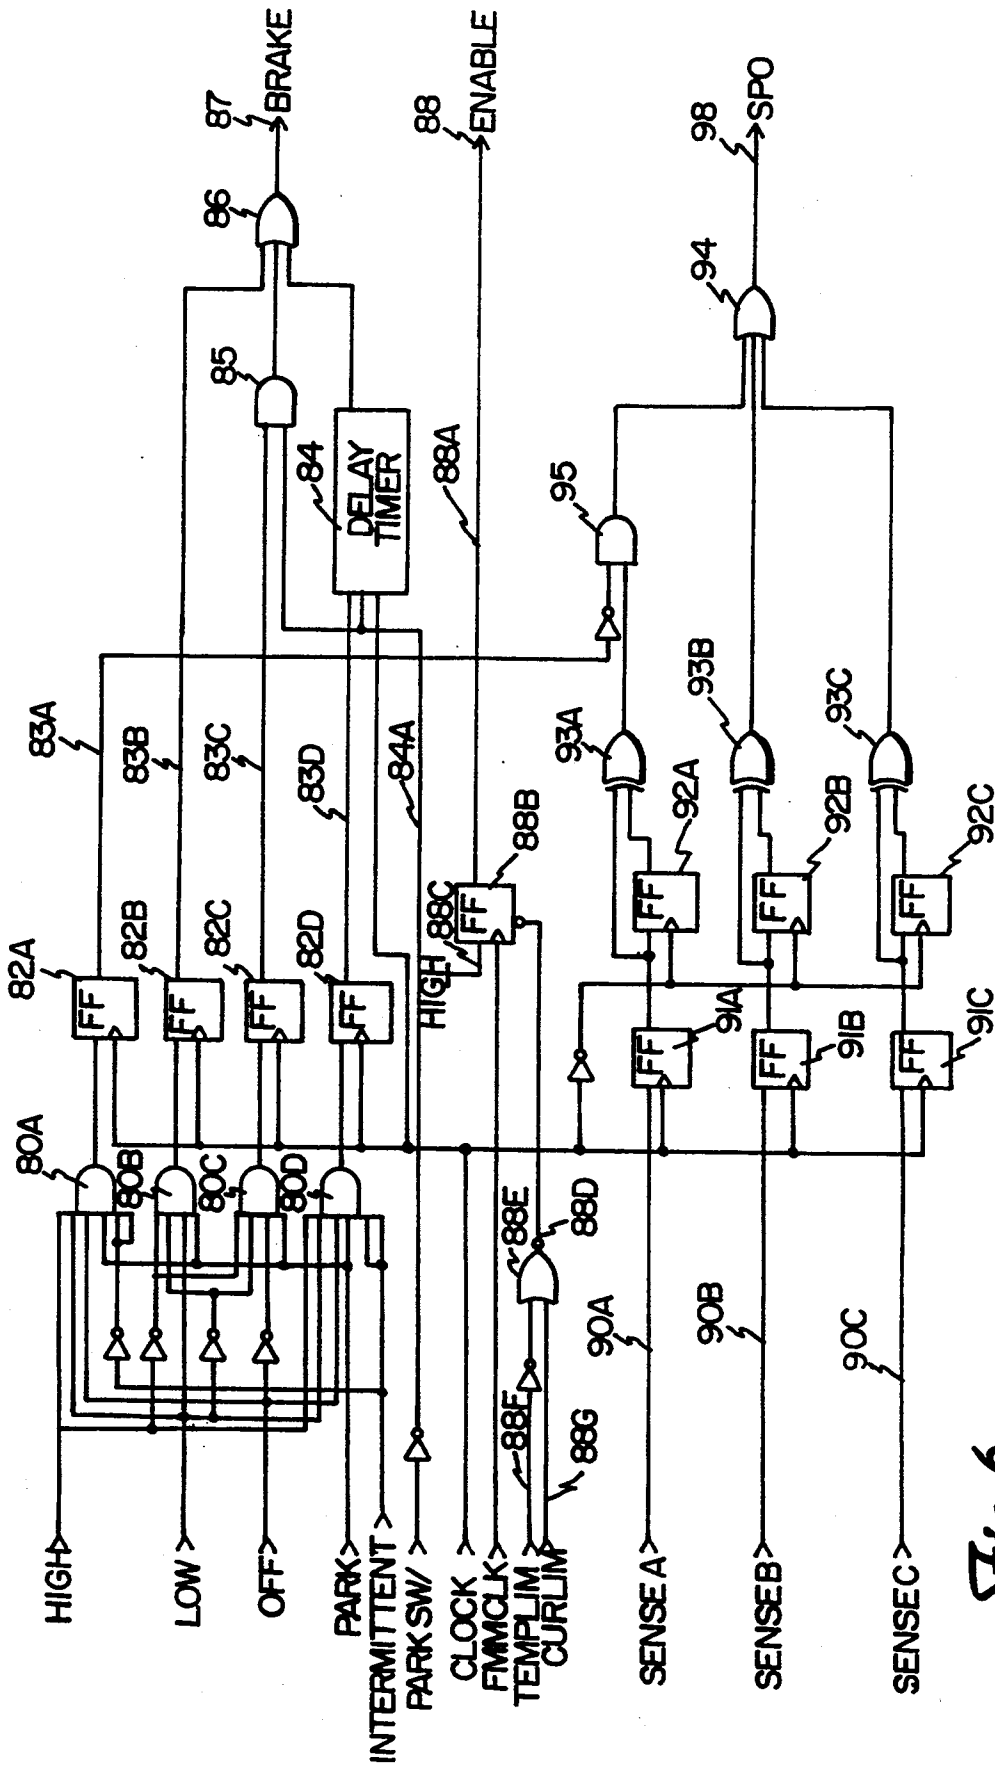 HIGH
LOW
OFF
PARK
INTERMITTENT
PARK SW/
CLOCK
FMMCLK
TEMPLIM
CURLIM
SENSE A
SENSE B
SENSE C
80A
80B
80C
80D
82A
82B
82C
82D
FF
FF
FF
FF
83A
83B
83C
83D
84A
84
DELAY
TIMER
85
86
87
BRAKE
88
ENABLE
88A
88B
88C
HIGH
FF
88D
88E
88F
88G
90A
90B
90C
FF
91A
FF
91B
FF
91C
FF
92A
FF
92B
FF
92C
93A
93B
93C
94
95
98
SPO
Fig. 6